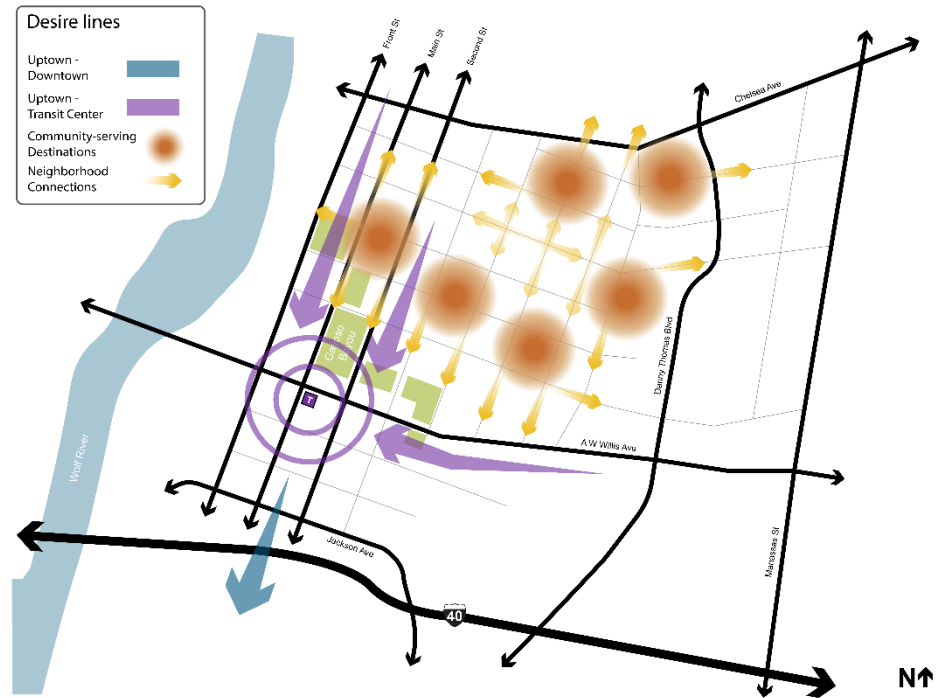 Desire lines
Uptown -
Downtown
Uptown -
Transit Center
Community-serving
Destinations
Neighborhood
Connections
Front St
Main St
Second St
Chelsea Ave
Gayoso
Bayou
Danny Thomas Blvd
Wolf River
T
A W Willis Ave
Manassas St
Jackson Ave
40
N↑